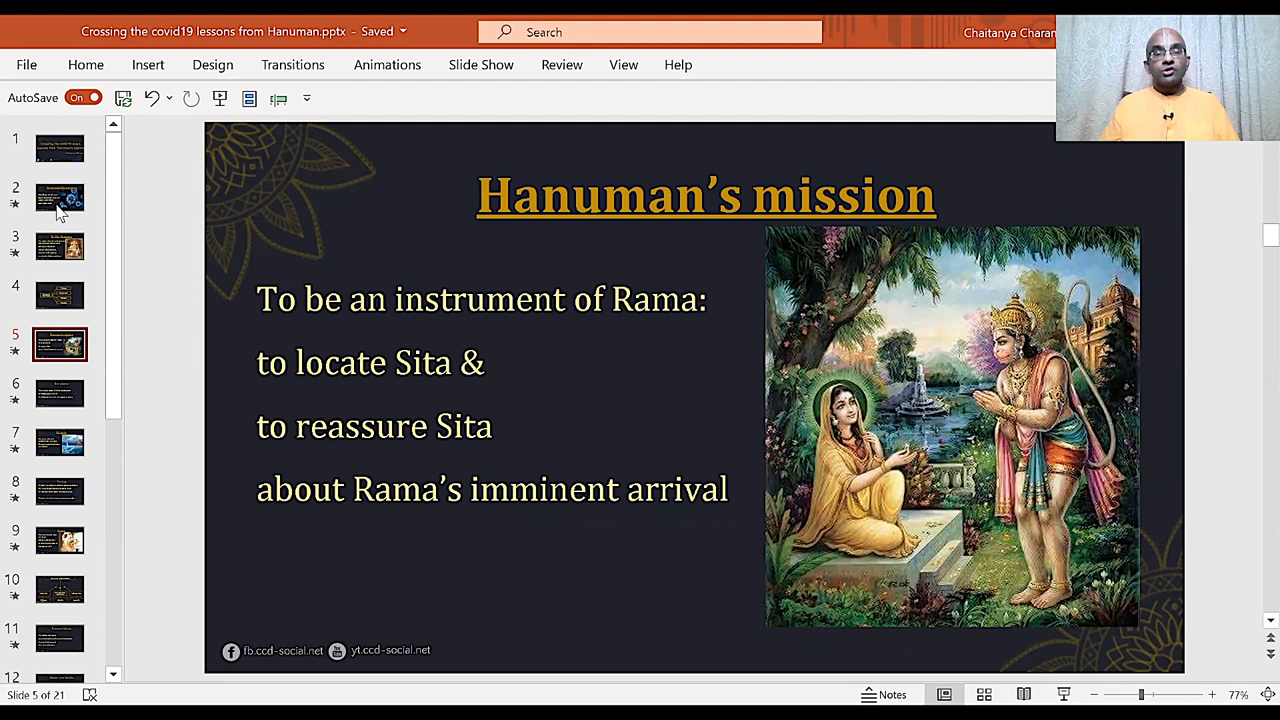 Crossing the covid19 lessons from Hanuman.pptx - Saved
Search
Chaitanya Charan
File Home Insert Design Transitions Animations Slide Show Review View Help
AutoSave On
1
2
3
4
5
6
7
8
9
10
11
12
Hanuman's mission
To be an instrument of Rama:
to locate Sita &
to reassure Sita
about Rama's imminent arrival
fb.ccd-social.net yt.ccd-social.net
Slide 5 of 21 Notes 77%